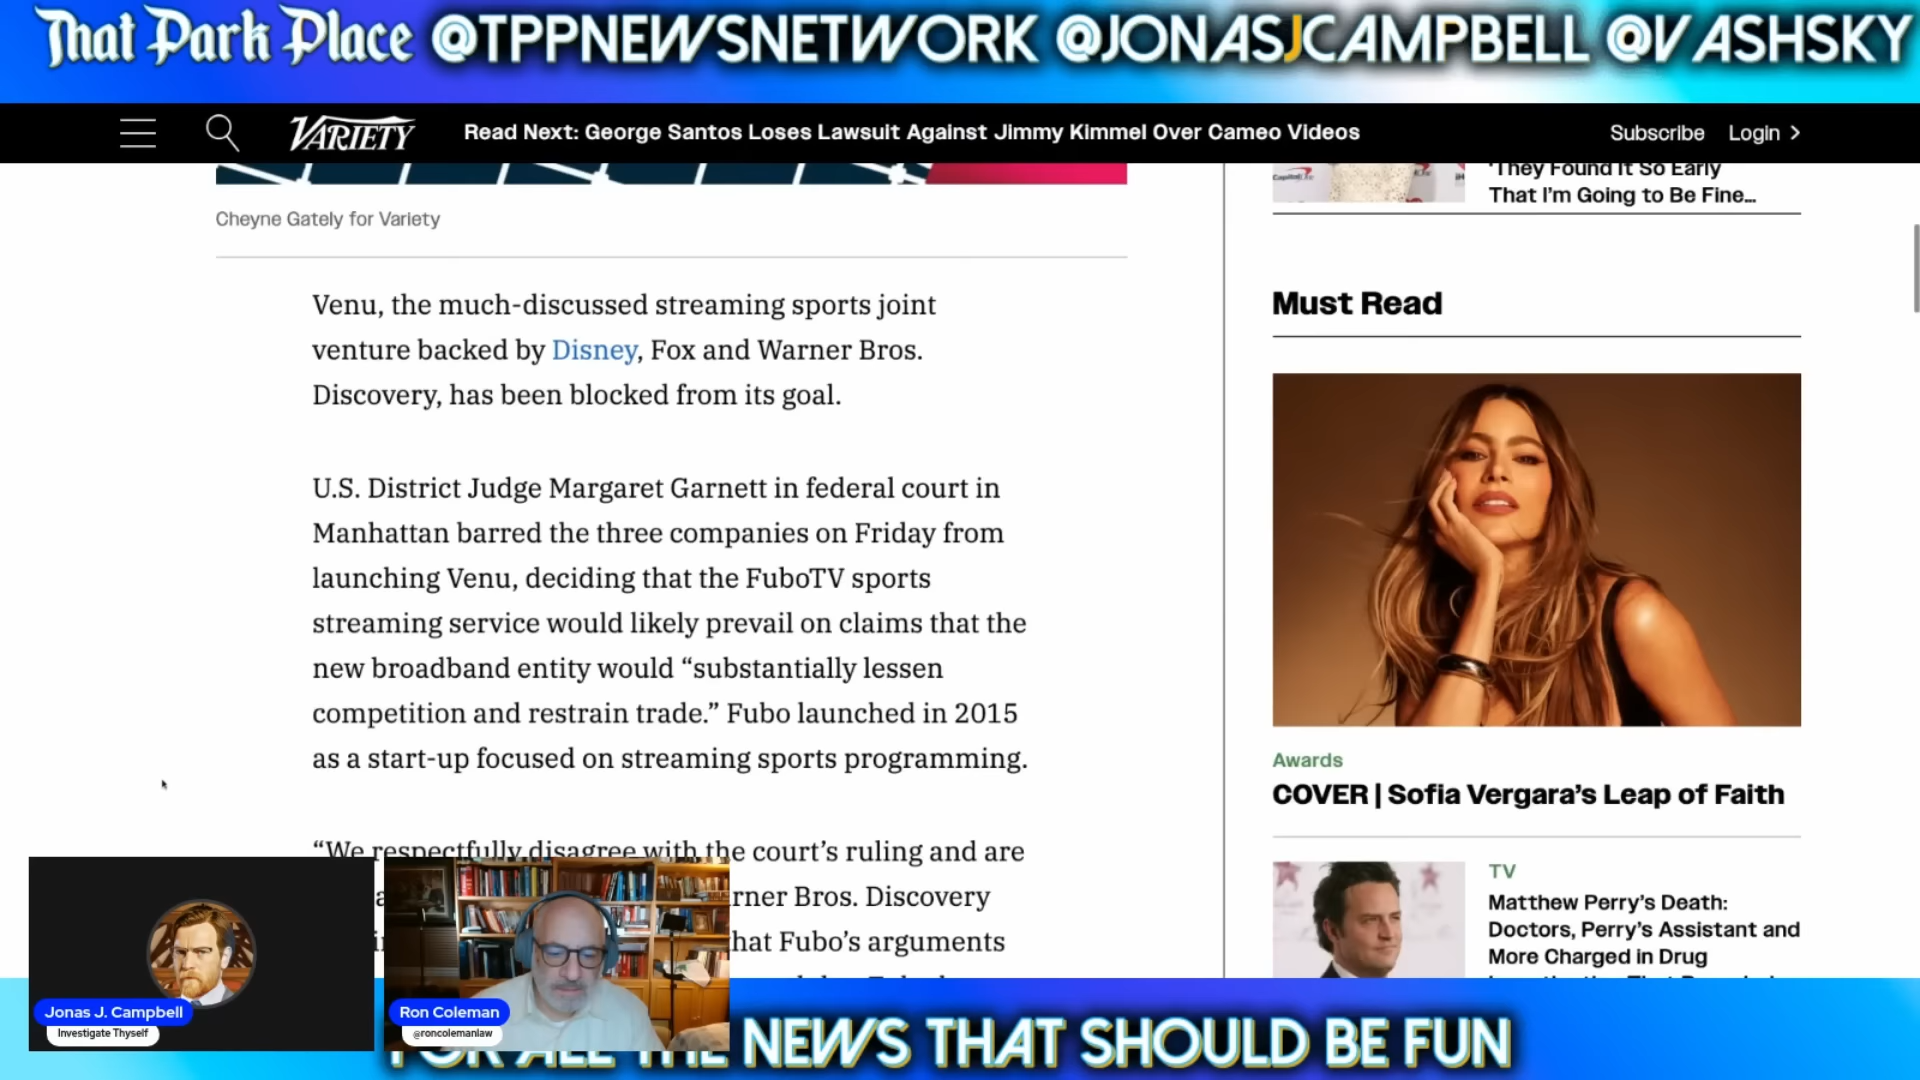 That Park Place @TPPNEWSNETWORK @JONASJCAMPBELL @VASHSKY
VARIETY
Read Next: George Santos Loses Lawsuit Against Jimmy Kimmel Over Cameo Videos
Subscribe Login
Cheyne Gately for Variety
Venu, the much-discussed streaming sports joint
venture backed by Disney, Fox and Warner Bros.
Discovery, has been blocked from its goal.
U.S. District Judge Margaret Garnett in federal court in
Manhattan barred the three companies on Friday from
launching Venu, deciding that the FuboTV sports
streaming service would likely prevail on claims that the
new broadband entity would “substantially lessen
competition and restrain trade.” Fubo launched in 2015
as a start-up focused on streaming sports programming.
“We respectfully disagree with the court’s ruling and are
rner Bros. Discovery
hat Fubo’s arguments
‘They Found It So Early
That I’m Going to Be Fine...
Must Read
Awards
COVER | Sofia Vergara’s Leap of Faith
TV
Matthew Perry’s Death:
Doctors, Perry’s Assistant and
More Charged in Drug
Jonas J. Campbell
Investigate Thyself
Ron Coleman
@roncolemanlaw
FOR ALL THE NEWS THAT SHOULD BE FUN